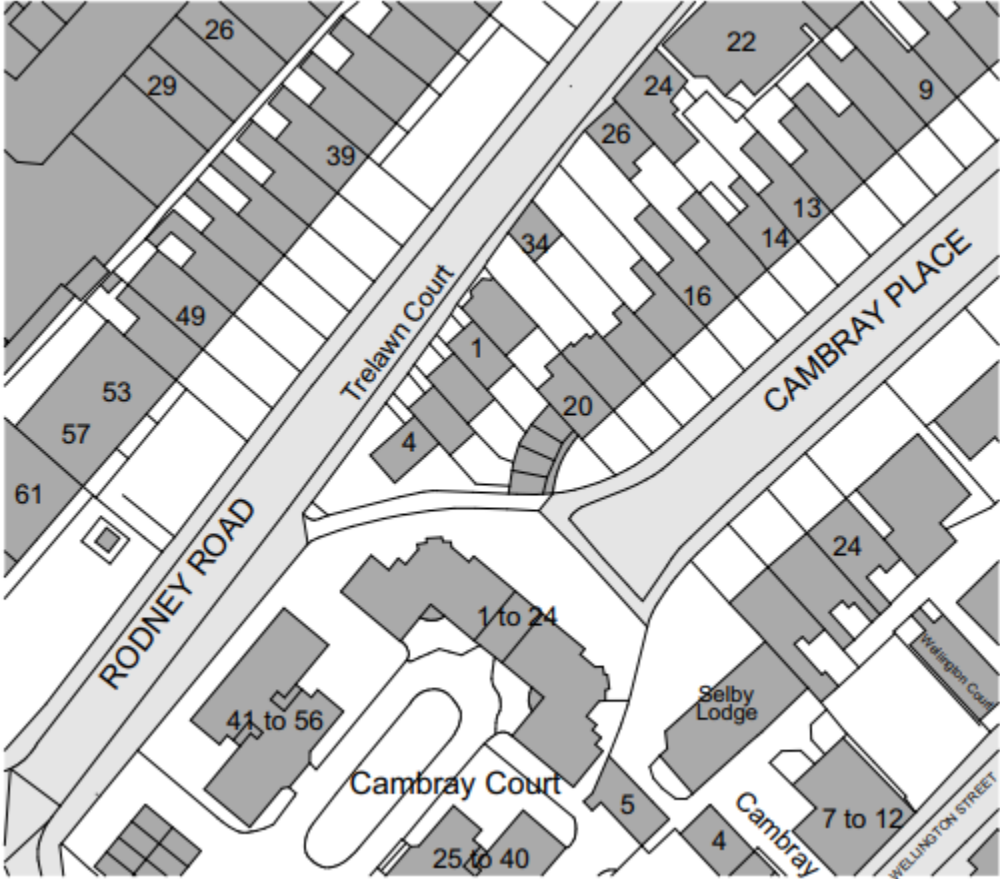 26
22
29
24
9
26
39
13
14
34
16
49
CAMBRAY PLACE
Trelawn Court
1
53
20
57
4
61
24
RODNEY ROAD
1 to 24
Wellington Court
Selby
Lodge
41 to 56
Cambray Court
5
7 to 12
4
Cambray
25 to 40
WELLINGTON STREET